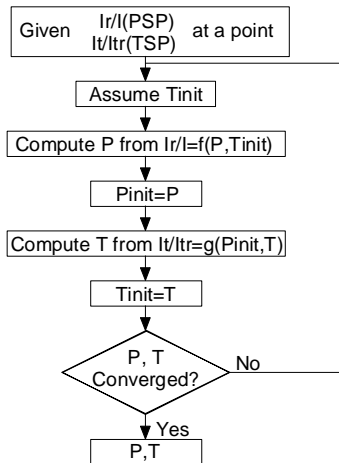 Given Ir/I(PSP) at a point
It/Itr(TSP)
Assume Tinit
Compute P from Ir/I=f(P,Tinit)
Pinit=P
Compute T from It/Itr=g(Pinit,T)
Tinit=T
P, T
Converged?
No
Yes
P,T